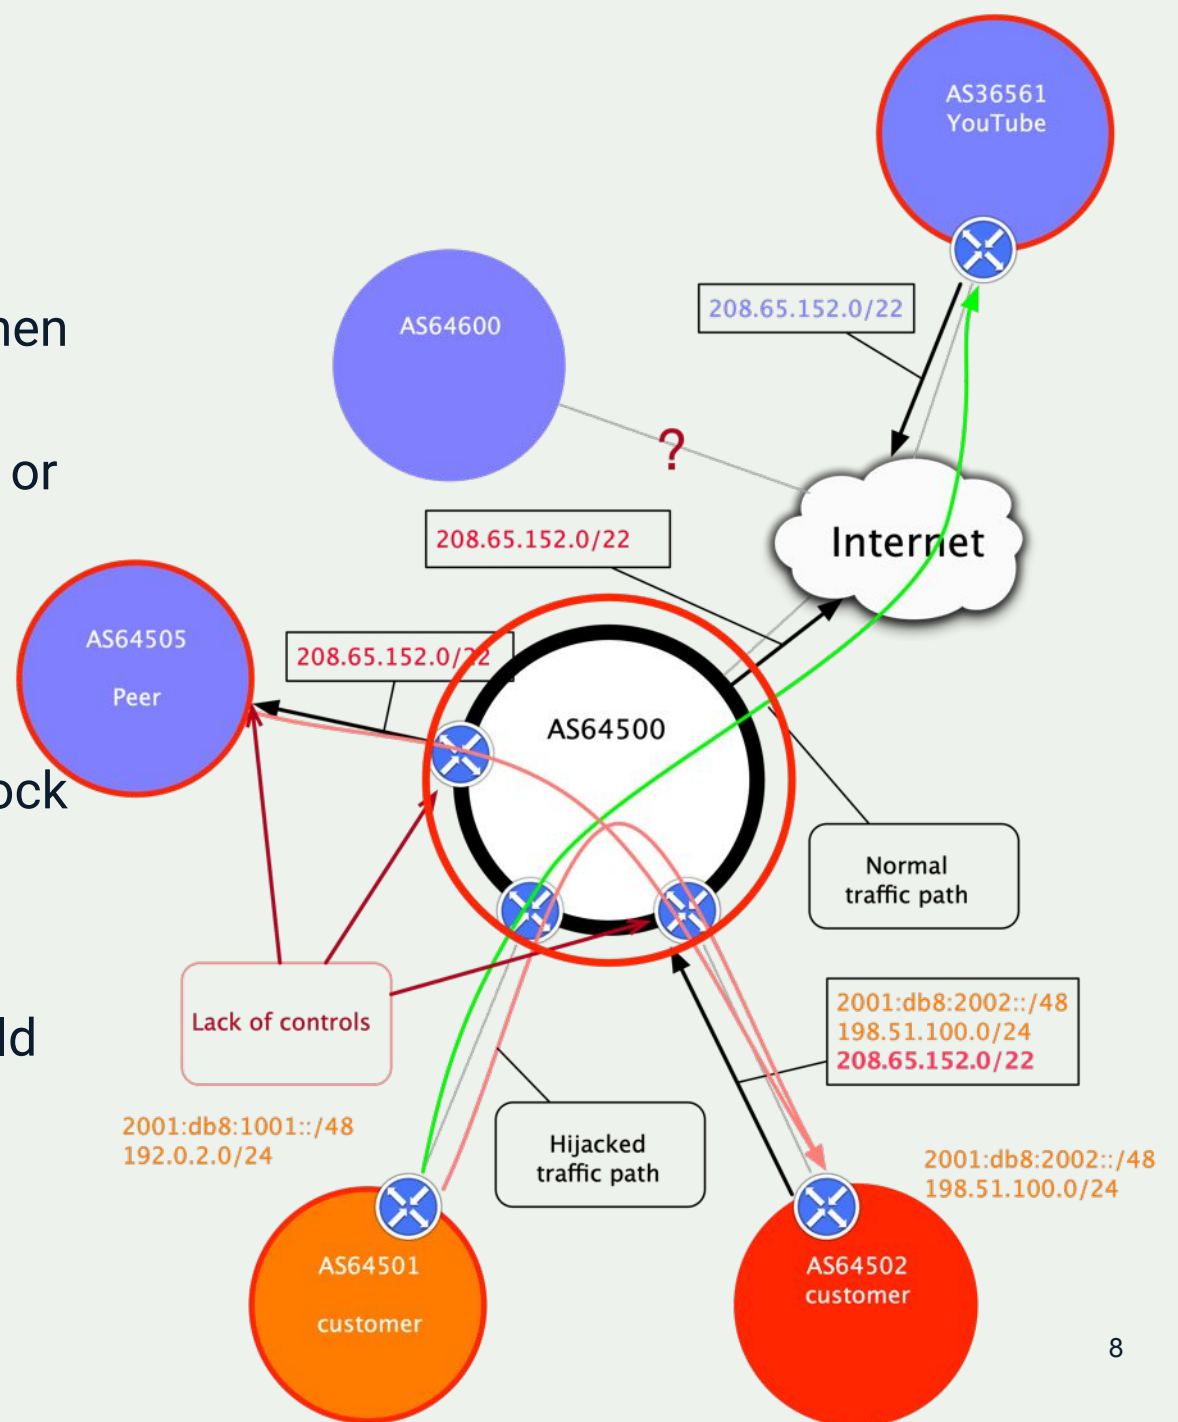 AS36561
YouTube
208.65.152.0/22
AS64600
?
or
208.65.152.0/22
Internet
AS64505
Peer
208.65.152.0/22
AS64500
Normal
traffic path
Lack of controls
2001:db8:2002::/48
198.51.100.0/24
208.65.152.0/22
2001:db8:1001::/48
192.0.2.0/24
Hijacked
traffic path
2001:db8:2002::/48
198.51.100.0/24
AS64501
customer
AS64502
customer
8